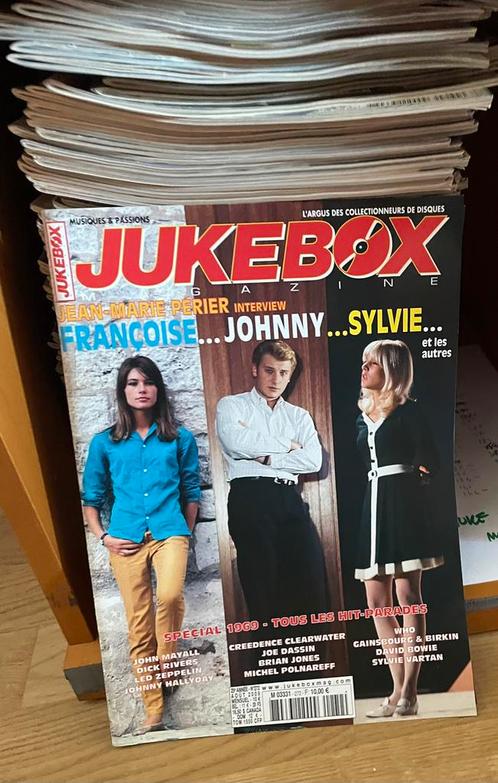 MUSIQUES & PASSIONS
L'ARGUS DES COLLECTIONNEURS DE DISQUES
JUKEBOX
JUKEBOX
MAGAZINE
JEAN-MARIE PÉRIER INTERVIEW
FRANÇOISE...JOHNNY...SYLVIE...
et les
autres
SPECIAL 1969 - TOUS LES HIT-PARADES
JOHN MAYALL
DICK RIVERS
LED ZEPPELIN
JOHNNY HALLYDAY
CREEDENCE CLEARWATER
JOE DASSIN
BRIAN JONES
MICHEL POLNAREFF
WHO
GAINSBOURG & BIRKIN
DAVID BOWIE
SYLVIE VARTAN
www.jukeboxmag.com
M 03331 - 272 - F: 10,00 €